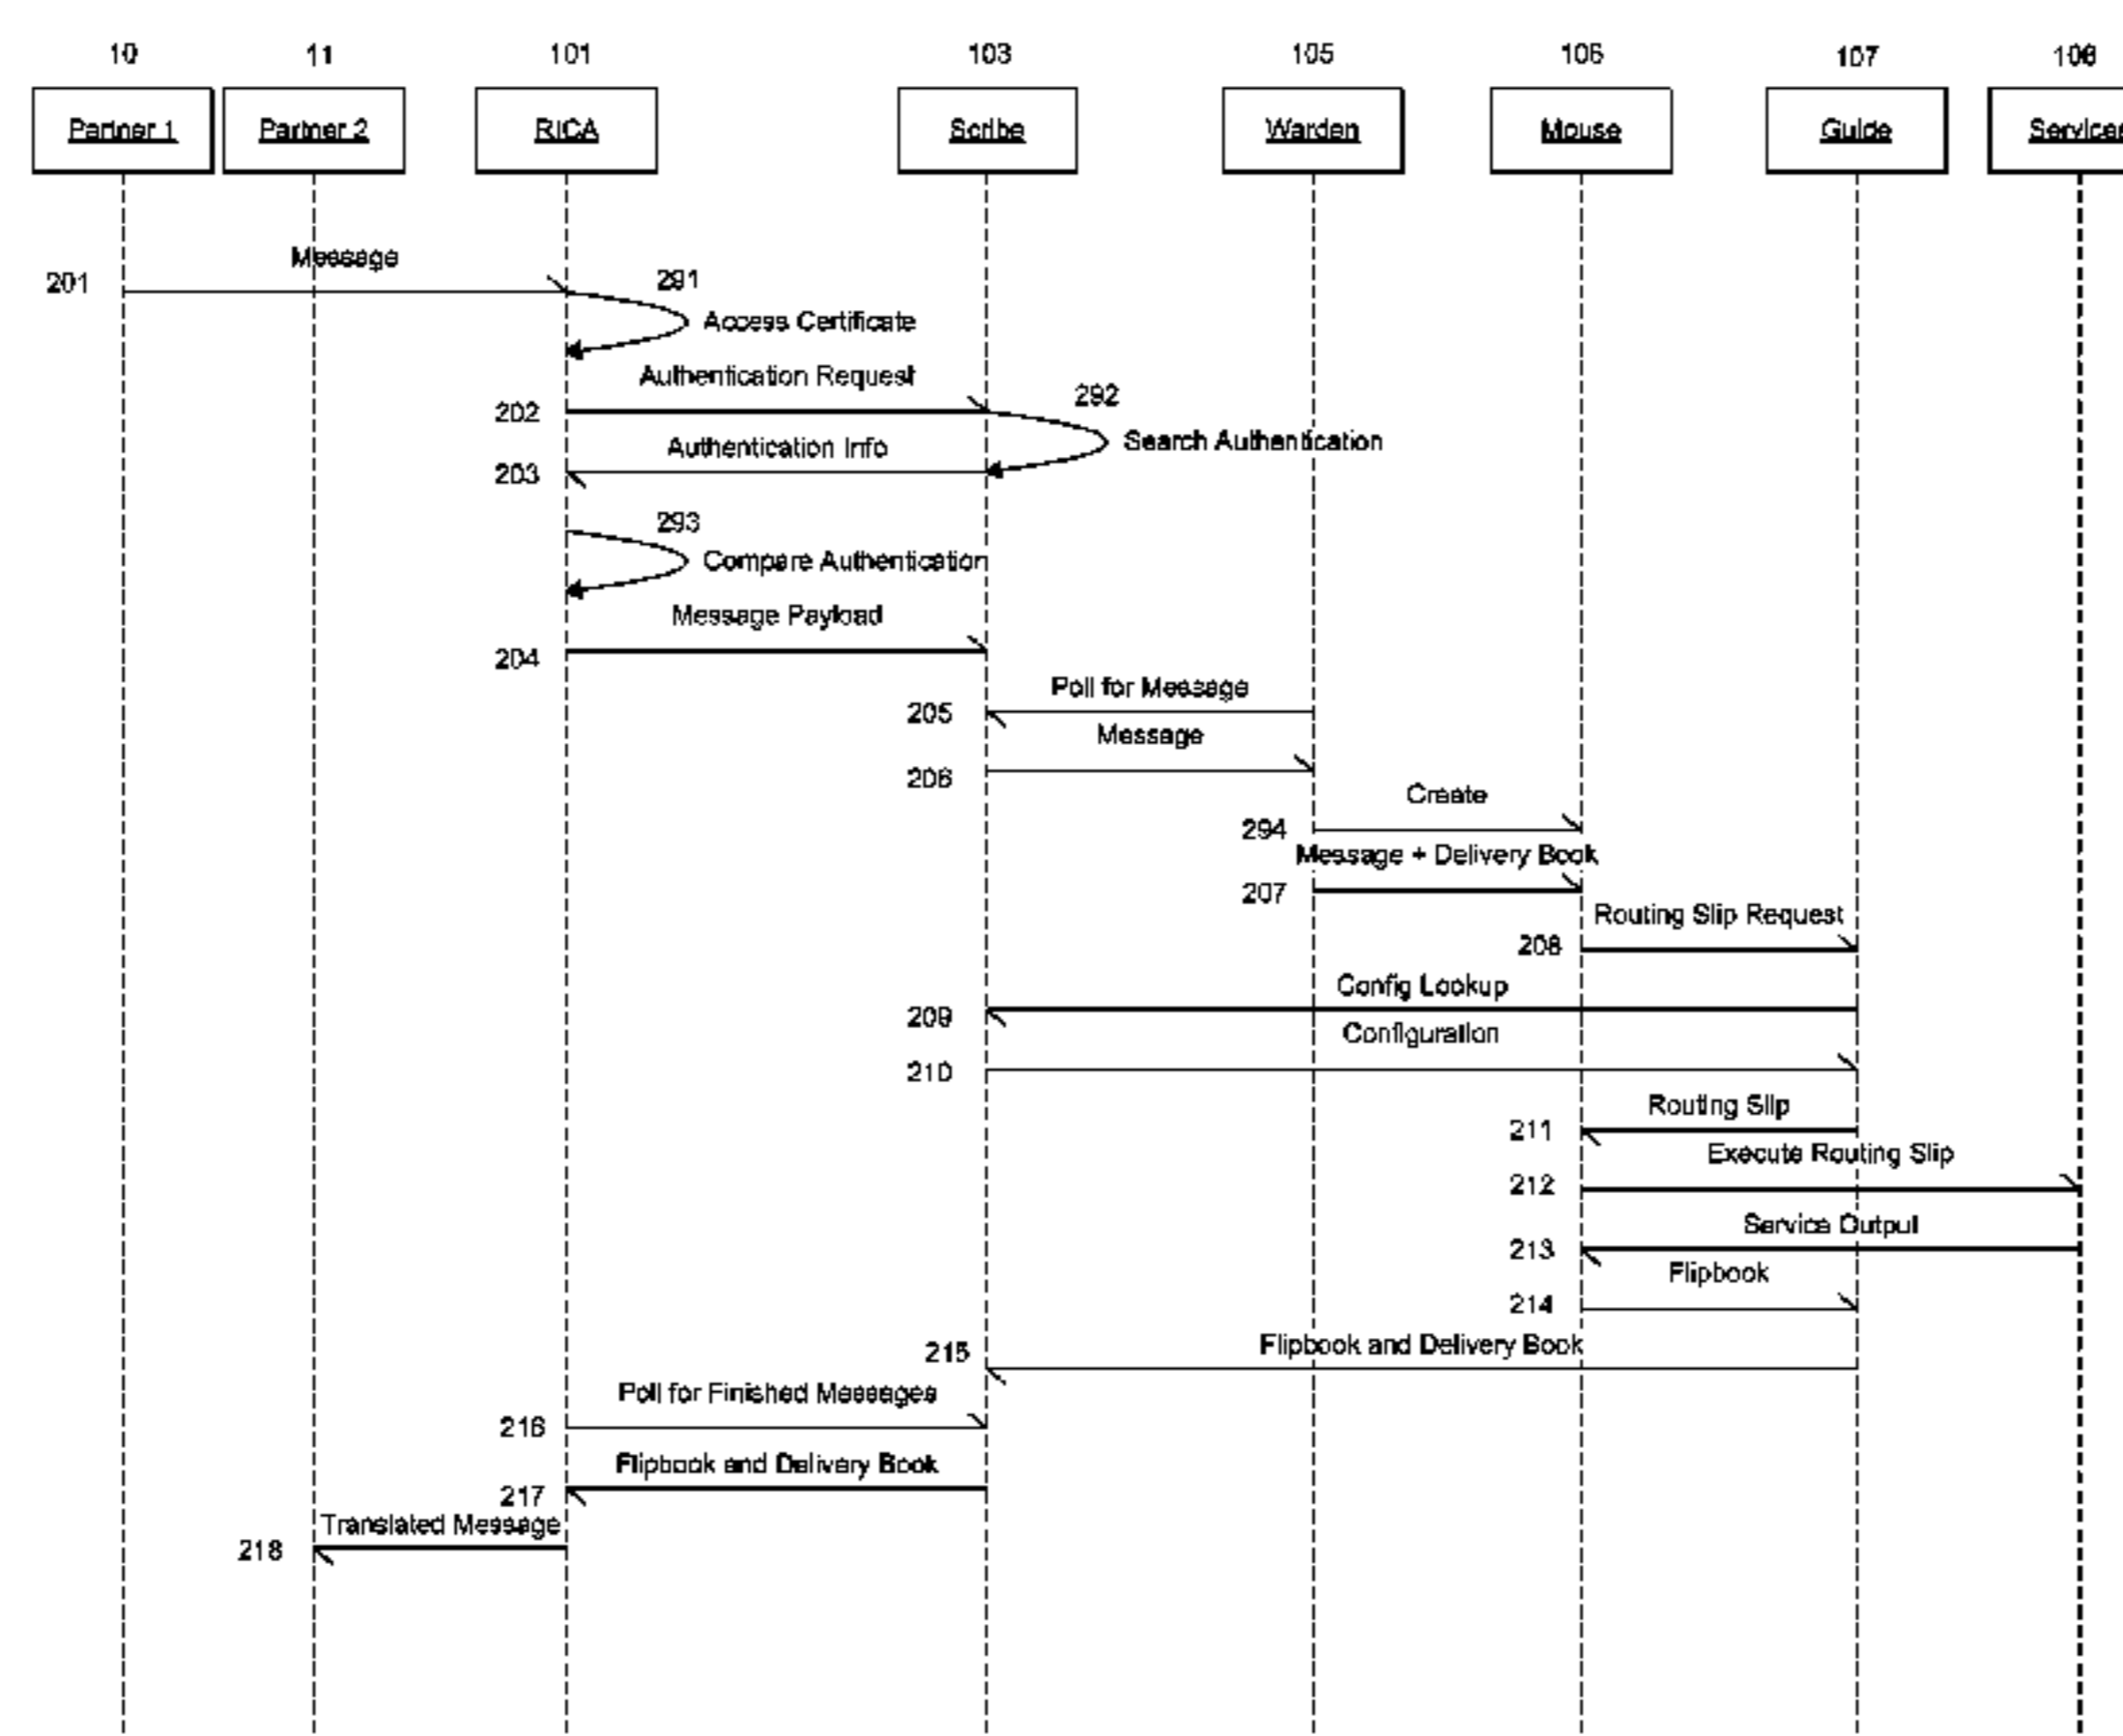 10 11 101 103 105 106 107 108
Partner 1 Partner 2 RICA Scribe Warden Mouse Guide Services
Message
201
291
Access Certificate
Authentication Request
202
292
Search Authentication
Authentication Info
203
293
Compare Authentication
Message Payload
204
Poll for Message
205
Message
206
Create
294
Message + Delivery Book
207
Routing Slip Request
208
Config Lookup
209
Configuration
210
Routing Slip
211
Execute Routing Slip
212
Service Output
213
Flipbook
214
Flipbook and Delivery Book
215
Poll for Finished Messages
216
Flipbook and Delivery Book
217
Translated Message
218